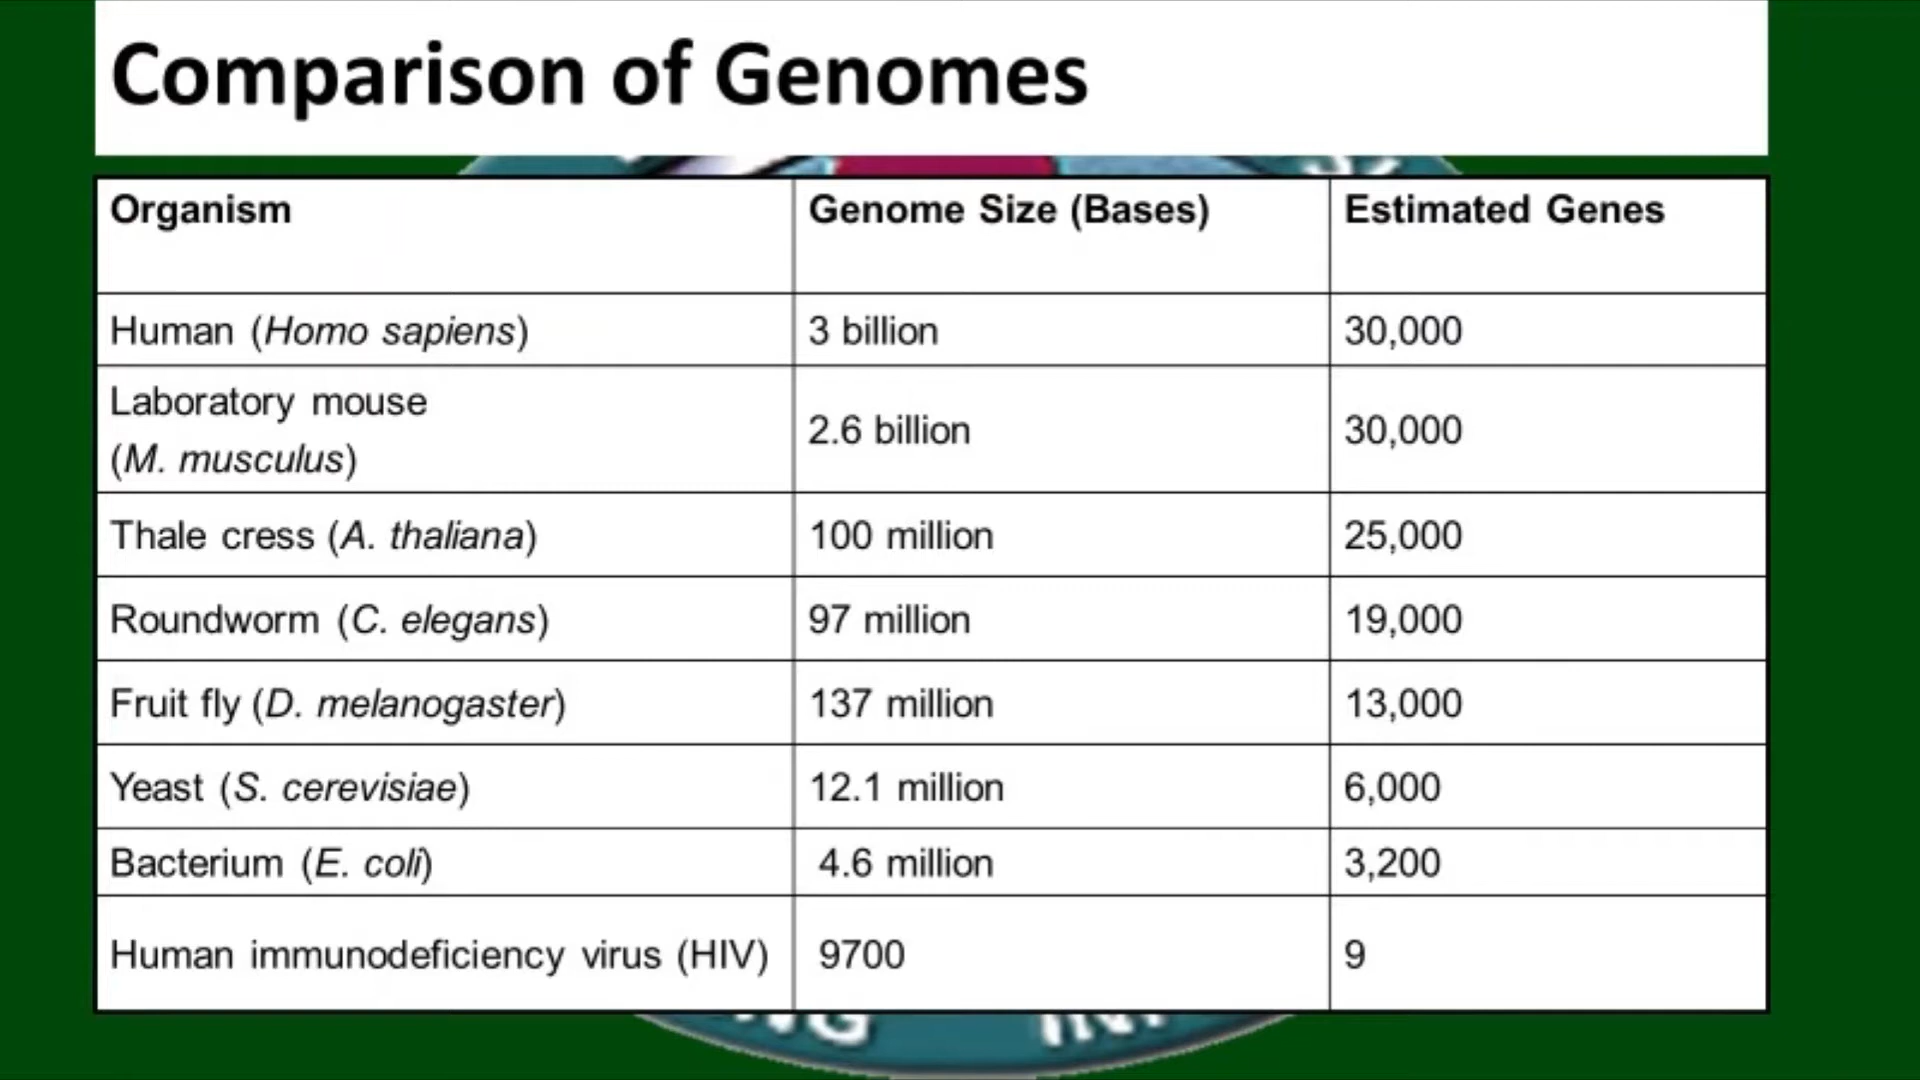 Comparison of Genomes
Organism Genome Size (Bases) Estimated Genes
Human (Homo sapiens) 3 billion 30,000
Laboratory mouse
(M. musculus) 2.6 billion 30,000
Thale cress (A. thaliana) 100 million 25,000
Roundworm (C. elegans) 97 million 19,000
Fruit fly (D. melanogaster) 137 million 13,000
Yeast (S. cerevisiae) 12.1 million 6,000
Bacterium (E. coli) 4.6 million 3,200
Human immunodeficiency virus (HIV) 9700 9